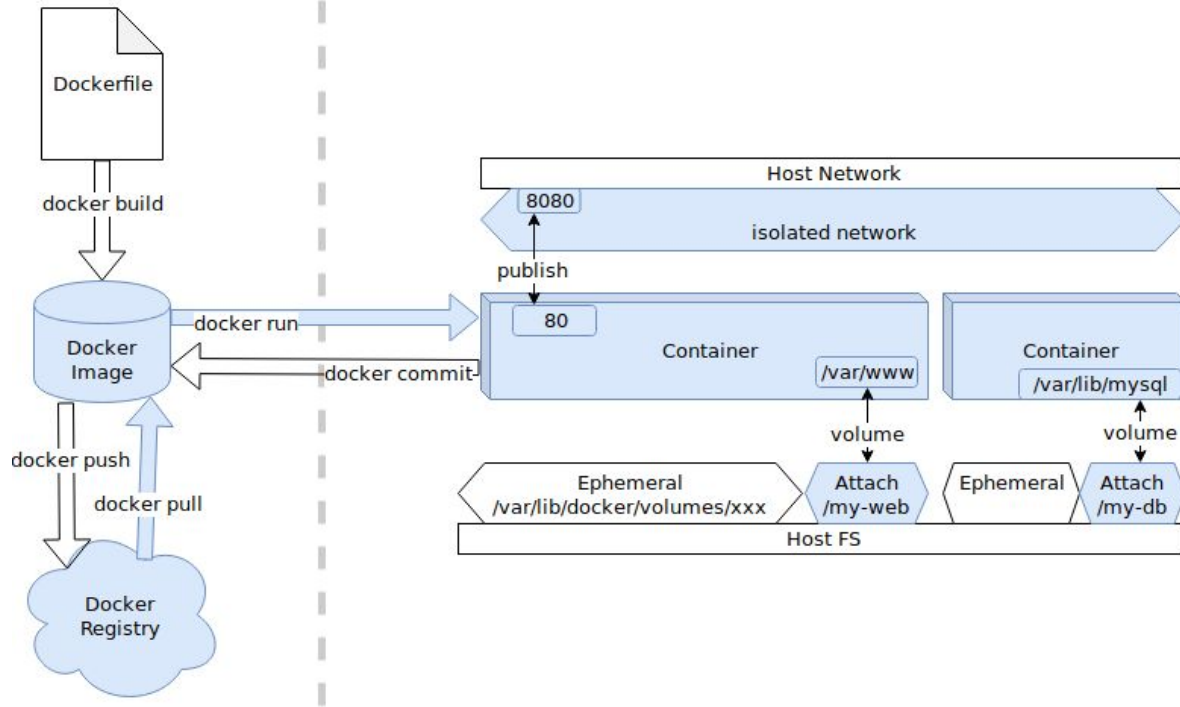 Dockerfile
docker build
Docker
Image
docker run
docker commit
docker push
docker pull
Docker
Registry
Host Network
8080
isolated network
publish
80
Container
/var/www
Container
/var/lib/mysql
volume
volume
Ephemeral
/var/lib/docker/volumes/xxx
Attach
/my-web
Ephemeral
Attach
/my-db
Host FS